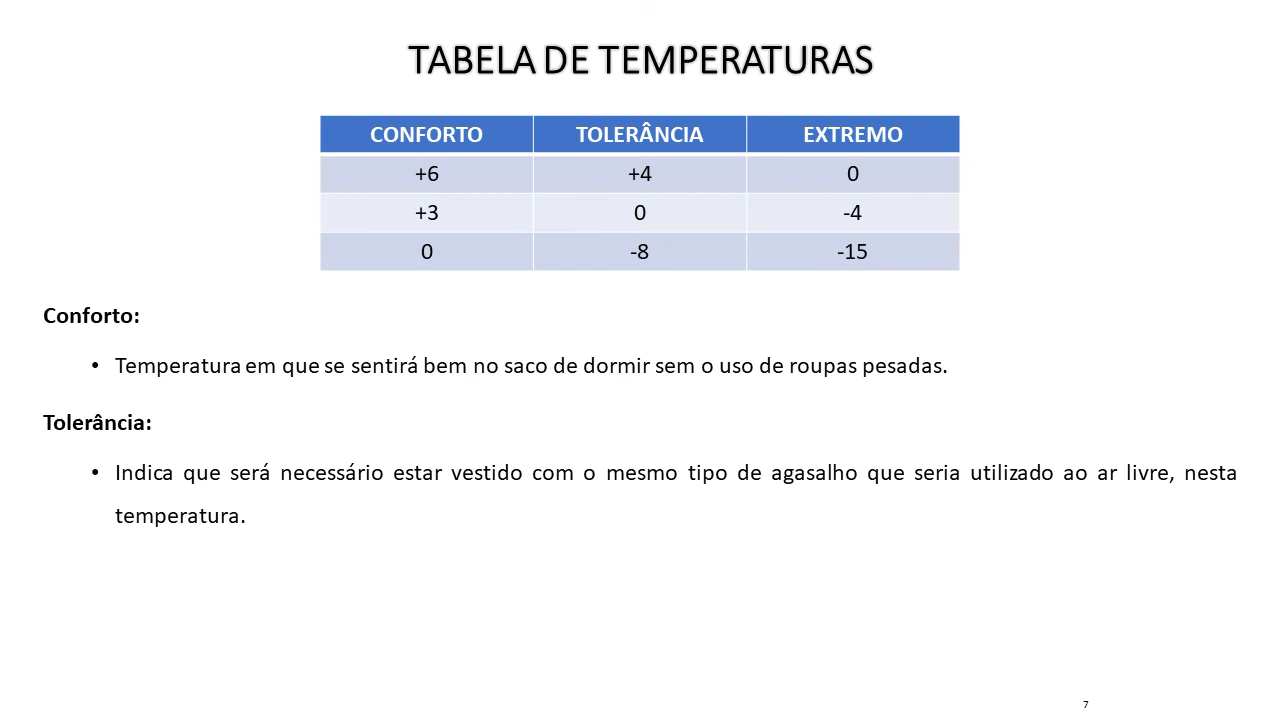 TABELA DE TEMPERATURAS
CONFORTO TOLERÂNCIA EXTREMO
+6 +4 0
+3 0 -4
0 -8 -15
Conforto:
• Temperatura em que se sentirá bem no saco de dormir sem o uso de roupas pesadas.
Tolerância:
• Indica que será necessário estar vestido com o mesmo tipo de agasalho que seria utilizado ao ar livre, nesta
temperatura.
7